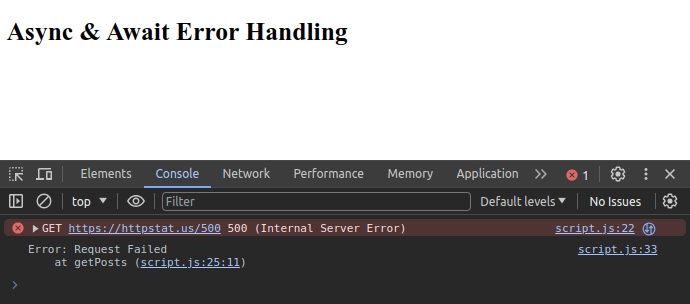 Async & Await Error Handling
Elements Console Network Performance Memory Application 1
top Filter Default levels No Issues
GET https://httpstat.us/500 500 (Internal Server Error) script.js:22
Error: Request Failed script.js:33
at getPosts (script.js:25:11)